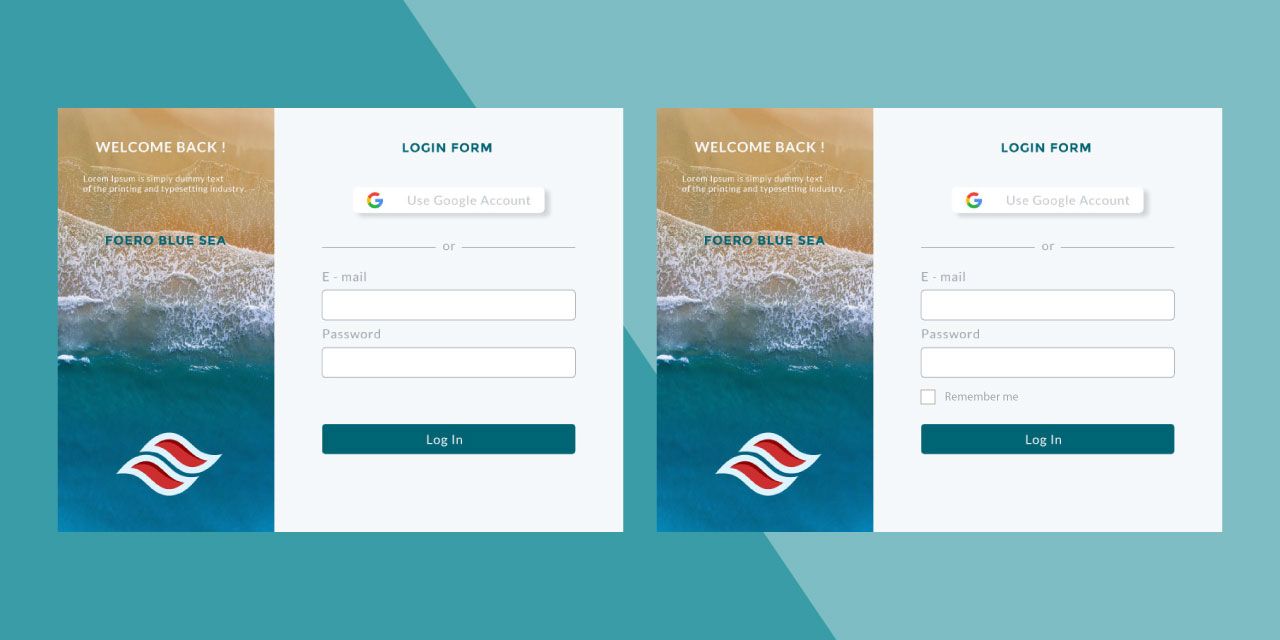 WELCOME BACK !
Lorem Ipsum is simply dummy text
of the printing and typesetting industry.
FOERO BLUE SEA
LOGIN FORM
Use Google Account
or
E - mail
Password
Log In
WELCOME BACK !
Lorem Ipsum is simply dummy text
of the printing and typesetting industry.
FOERO BLUE SEA
LOGIN FORM
Use Google Account
or
E - mail
Password
Remember me
Log In